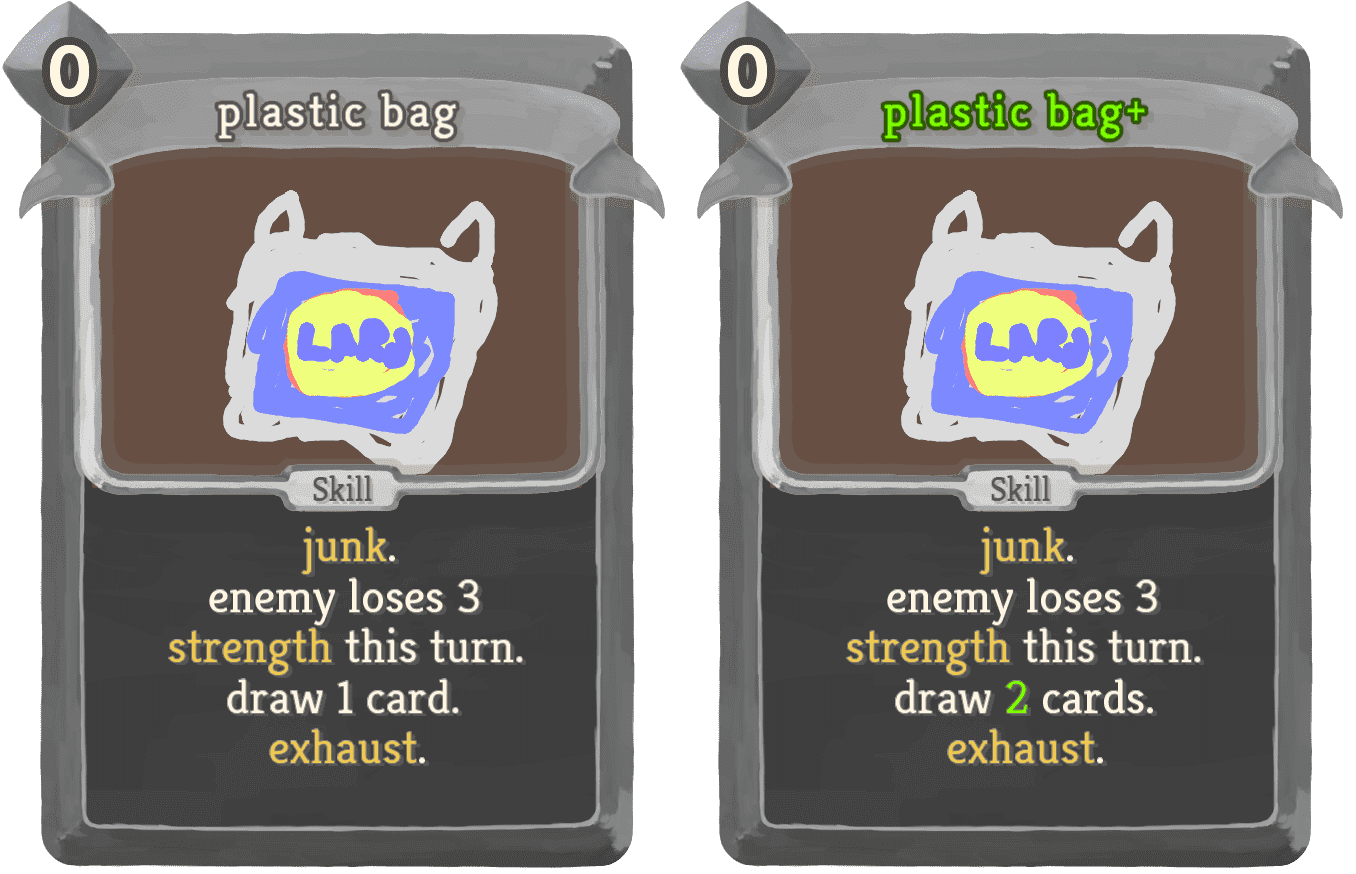 0
plastic bag
LARJ
Skill
junk.
enemy loses 3
strength this turn.
draw 1 card.
exhaust.
0
plastic bag+
LARJ
Skill
junk.
enemy loses 3
strength this turn.
draw 2 cards.
exhaust.